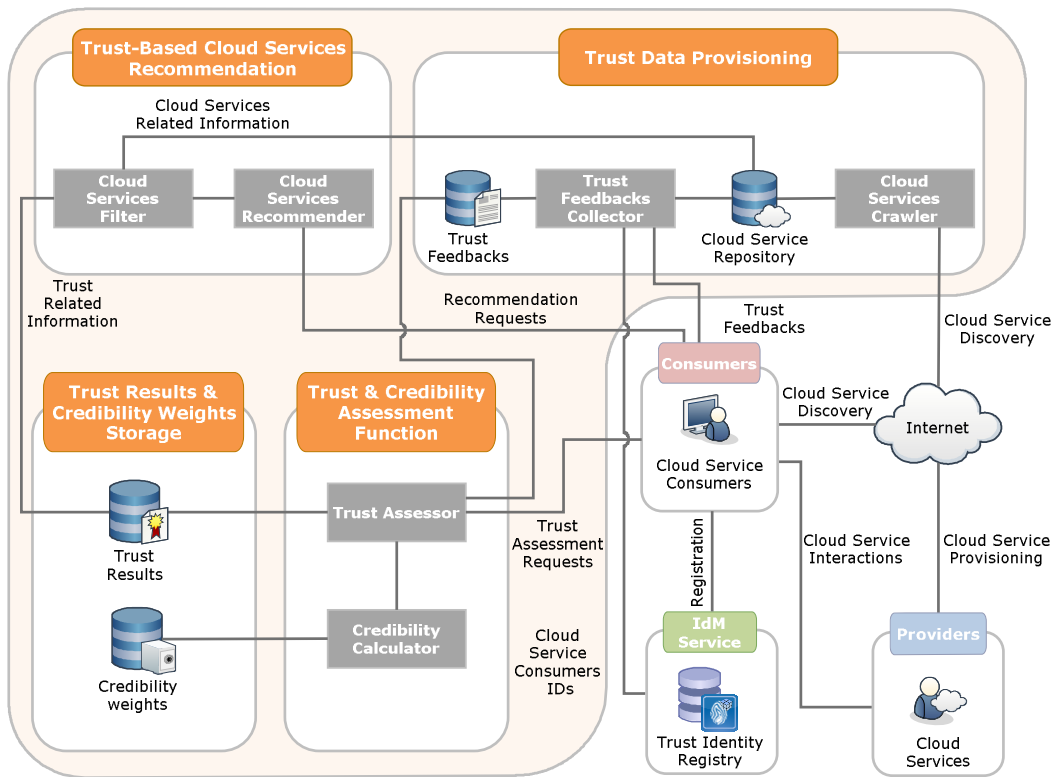 Trust-Based Cloud Services
Recommendation
Trust Data Provisioning
Cloud Services
Related Information
Cloud
Services
Filter
Cloud
Services
Recommender
Trust
Feedbacks
Trust
Feedbacks
Collector
Cloud Service
Repository
Cloud
Services
Crawler
Trust
Related
Information
Recommendation
Requests
Trust
Feedbacks
Cloud Service
Discovery
Trust Results &
Credibility Weights
Storage
Trust & Credibility
Assessment
Function
Consumers
Cloud Service
Consumers
Cloud Service
Discovery
Internet
Trust
Results
Trust Assessor
Trust
Assessment
Requests
Registration
Cloud Service
Interactions
Cloud Service
Provisioning
Credibility
weights
Credibility
Calculator
Cloud
Service
Consumers
IDs
IdM
Service
Trust Identity
Registry
Providers
Cloud
Services